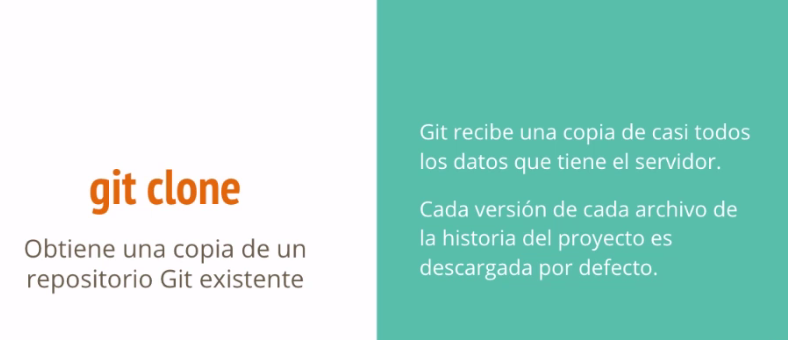 git clone
Obtiene una copia de un
repositorio Git existente
Git recibe una copia de casi todos
los datos que tiene el servidor.
Cada versión de cada archivo de
la historia del proyecto es
descargada por defecto.